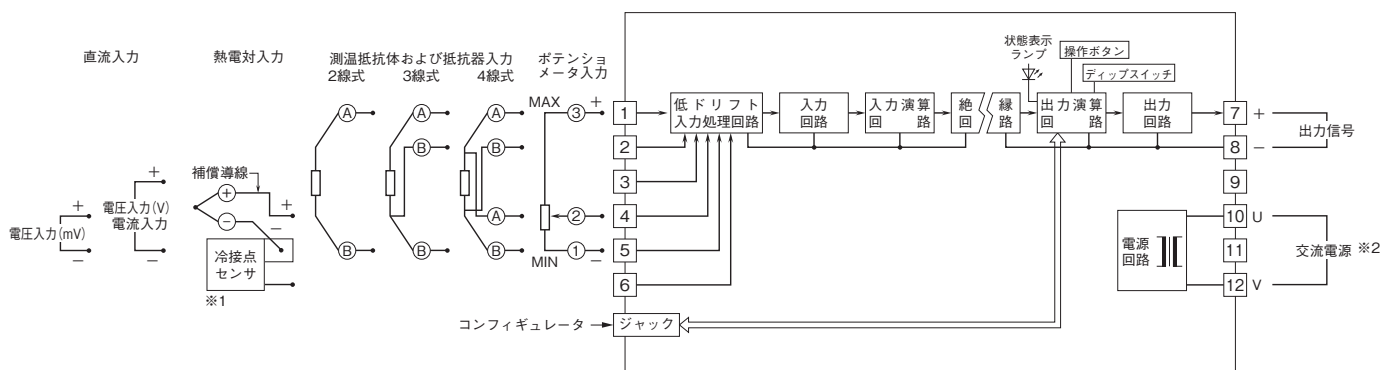 直流入力
熱電対入力
測温抵抗体および抵抗器入力
2線式
3線式
4線式
ポテンショ
メータ入力
電圧入力(mV)
+
−
電圧入力(V)
電流入力
+
−
補償導線
+
−
+
−
冷接点
センサ
※1
A
B
A
B
B
A
B
A
B
MAX
3
+
2
MIN
1
−
1
2
3
4
5
6
コンフィギュレータ
ジャック
低ドリフト
入力処理回路
入力
回路
入力演算
回路
絶縁
回路
状態表示
ランプ
操作ボタン
ディップスイッチ
出力演算
回路
出力
回路
7
+
8
−
出力信号
9
電源
回路
10
U
11
12
V
交流電源 ※2